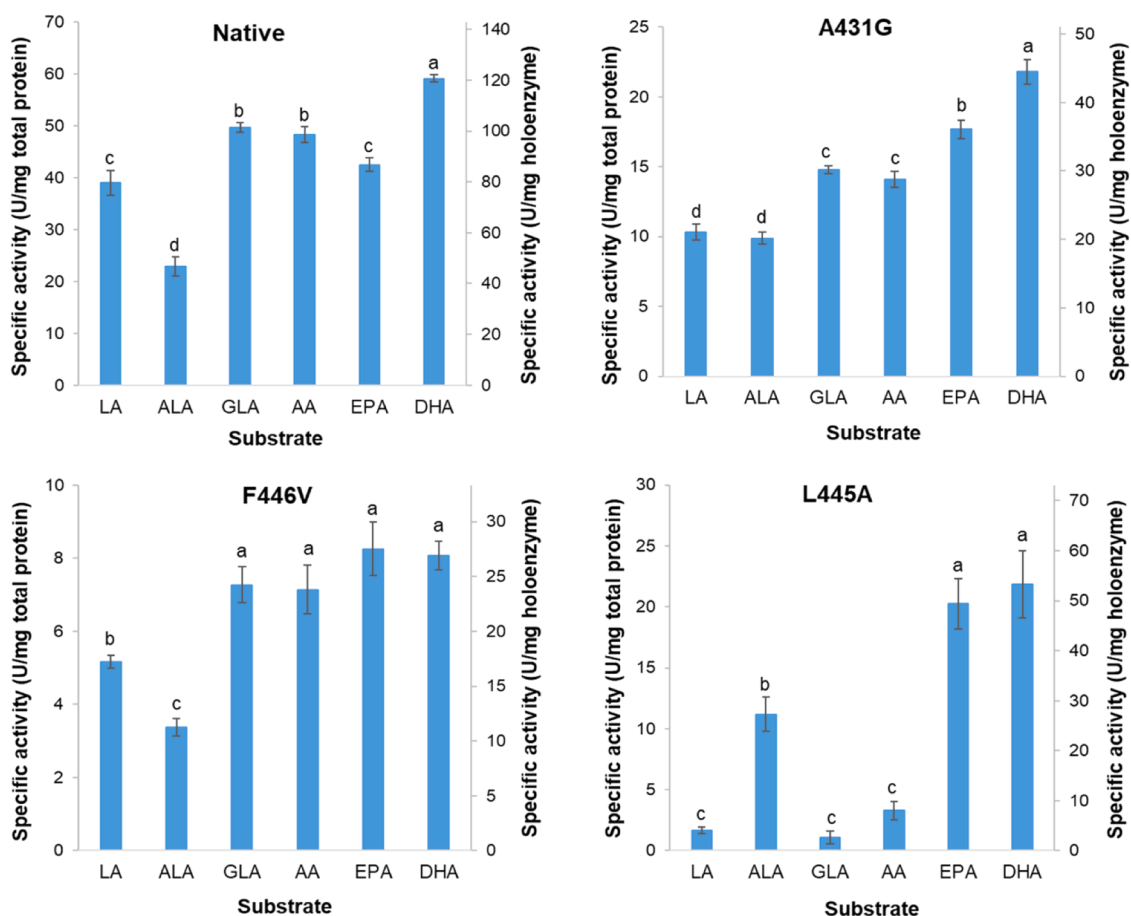 Native
Specific activity (U/mg total protein)
70
60
50
40
30
20
10
0
c
d
b
b
c
a
LA ALA GLA AA EPA DHA
Substrate
140
120
100
80
60
40
20
0
Specific activity (U/mg holoenzyme)
A431G
Specific activity (U/mg total protein)
25
20
15
10
5
0
d
d
c
c
b
a
LA ALA GLA AA EPA DHA
Substrate
50
40
30
20
10
0
Specific activity (U/mg holoenzyme)
F446V
Specific activity (U/mg total protein)
10
8
6
4
2
0
b
c
a
a
a
a
LA ALA GLA AA EPA DHA
Substrate
30
25
20
15
10
5
0
Specific activity (U/mg holoenzyme)
L445A
Specific activity (U/mg total protein)
30
25
20
15
10
5
0
c
b
c
c
a
a
LA ALA GLA AA EPA DHA
Substrate
70
60
50
40
30
20
10
0
Specific activity (U/mg holoenzyme)